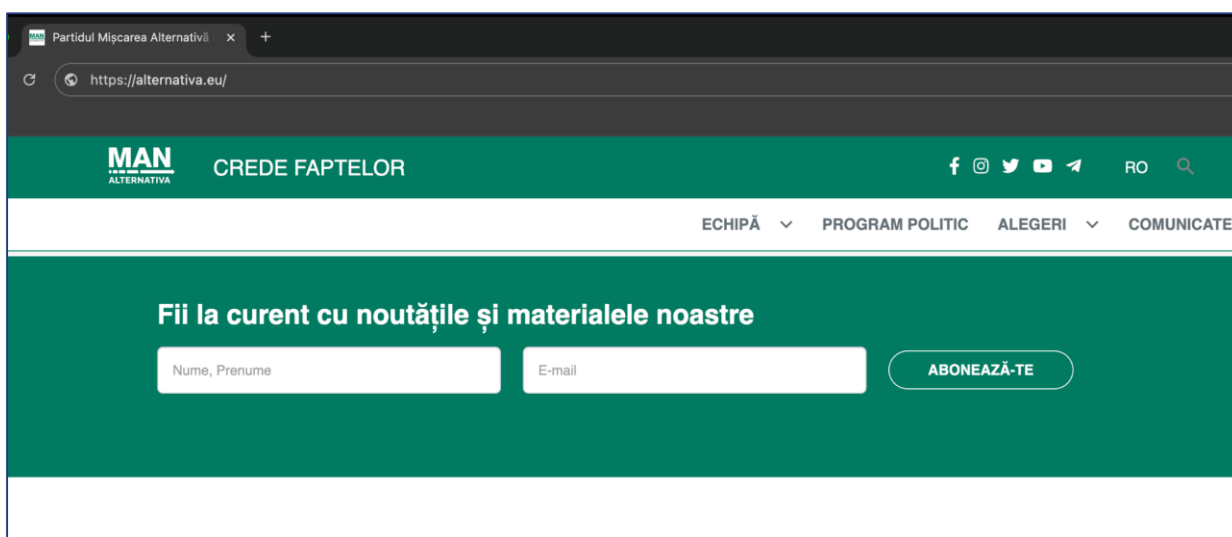 Partidul Mișcarea Alternativă
https://alternativa.eu/
MAN
ALTERNATIVA
CREDE FAPTELOR
RO
ECHIPĂ
PROGRAM POLITIC
ALEGERI
COMUNICATE
Fii la curent cu noutățile și materialele noastre
Nume, Prenume
E-mail
ABONEAZĂ-TE